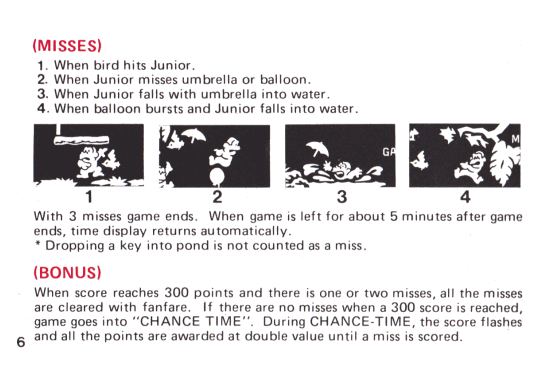 (MISSES)
1. When bird hits Junior.
2. When Junior misses umbrella or balloon.
3. When Junior falls with umbrella into water.
4. When balloon bursts and Junior falls into water.
GA
M
1 2 3 4
With 3 misses game ends. When game is left for about 5 minutes after game
ends, time display returns automatically.
* Dropping a key into pond is not counted as a miss.
(BONUS)
When score reaches 300 points and there is one or two misses, all the misses
are cleared with fanfare. If there are no misses when a 300 score is reached,
game goes into "CHANCE TIME". During CHANCE-TIME, the score flashes
and all the points are awarded at double value until a miss is scored.
6